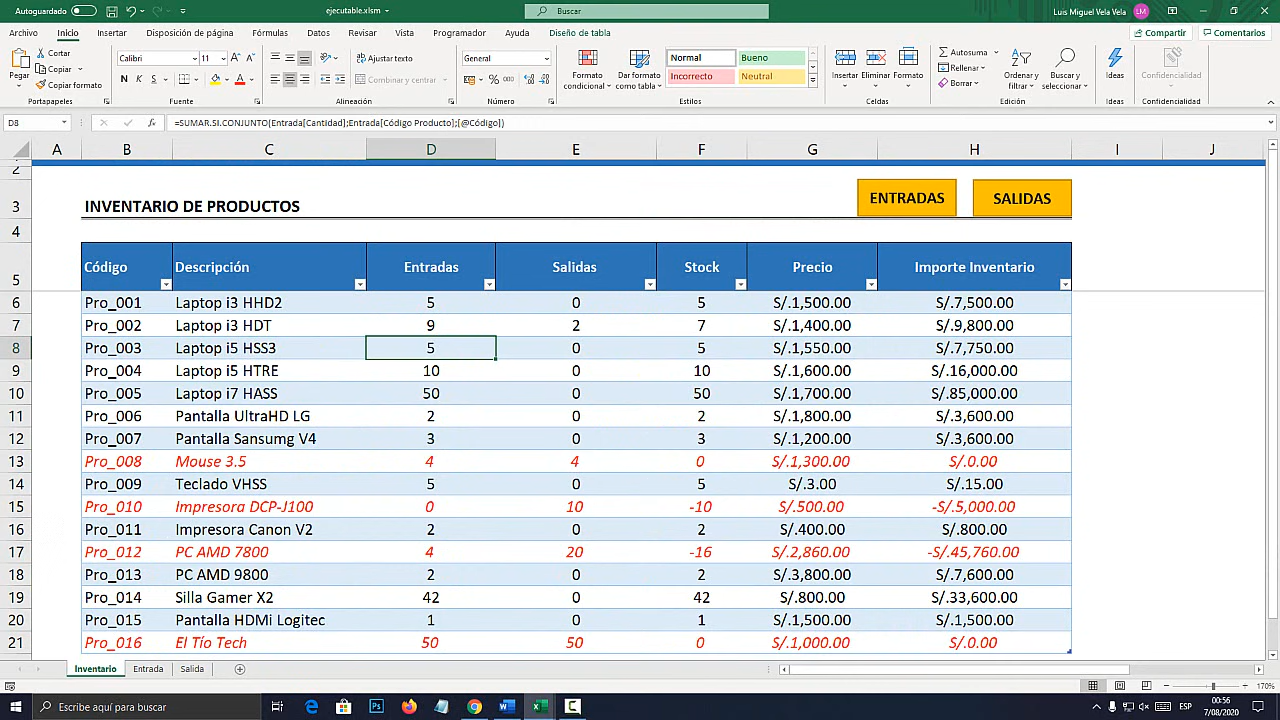 Autoguardado
ejecutable.xlsm
Buscar
Luis Miguel Vela Vela
LM
Archivo Inicio Insertar Disposición de página Fórmulas Datos Revisar Vista Programador Ayuda Diseño de tabla
Compartir Comentarios
Pegar
Cortar
Copiar
Copiar formato
Portapapeles
Calibri 11
N K S
Fuente
Ajustar texto
Combinar y centrar
Alineación
General
Número
Formato condicional
Dar formato como tabla
Normal Bueno
Incorrecto Neutral
Estilos
Insertar Eliminar Formato
Celdas
Autosuma
Rellenar
Borrar
Ordenar y filtrar
Buscar y seleccionar
Edición
Ideas
Ideas
Confidencialidad
Confidencialidad
D8 fx =SUMAR.SI.CONJUNTO(Entrada[Cantidad];Entrada[Código Producto];[@Código])
A B C D E F G H I J
2
3 INVENTARIO DE PRODUCTOS ENTRADAS SALIDAS
4
5 Código Descripción Entradas Salidas Stock Precio Importe Inventario
6 Pro_001 Laptop i3 HHD2 5 0 5 S/.1,500.00 S/.7,500.00
7 Pro_002 Laptop i3 HDT 9 2 7 S/.1,400.00 S/.9,800.00
8 Pro_003 Laptop i5 HSS3 5 0 5 S/.1,550.00 S/.7,750.00
9 Pro_004 Laptop i5 HTRE 10 0 10 S/.1,600.00 S/.16,000.00
10 Pro_005 Laptop i7 HASS 50 0 50 S/.1,700.00 S/.85,000.00
11 Pro_006 Pantalla UltraHD LG 2 0 2 S/.1,800.00 S/.3,600.00
12 Pro_007 Pantalla Sansumg V4 3 0 3 S/.1,200.00 S/.3,600.00
13 Pro_008 Mouse 3.5 4 4 0 S/.1,300.00 S/.0.00
14 Pro_009 Teclado VHSS 5 0 5 S/.3.00 S/.15.00
15 Pro_010 Impresora DCP-J100 0 10 -10 S/.500.00 -S/.5,000.00
16 Pro_011 Impresora Canon V2 2 0 2 S/.400.00 S/.800.00
17 Pro_012 PC AMD 7800 4 20 -16 S/.2,860.00 -S/.45,760.00
18 Pro_013 PC AMD 9800 2 0 2 S/.3,800.00 S/.7,600.00
19 Pro_014 Silla Gamer X2 42 0 42 S/.800.00 S/.33,600.00
20 Pro_015 Pantalla HDMi Logitec 1 0 1 S/.1,500.00 S/.1,500.00
21 Pro_016 El Tío Tech 50 50 0 S/.1,000.00 S/.0.00
Inventario Entrada Salida
170%
Escribe aquí para buscar
ESP
00:56
7/08/2020